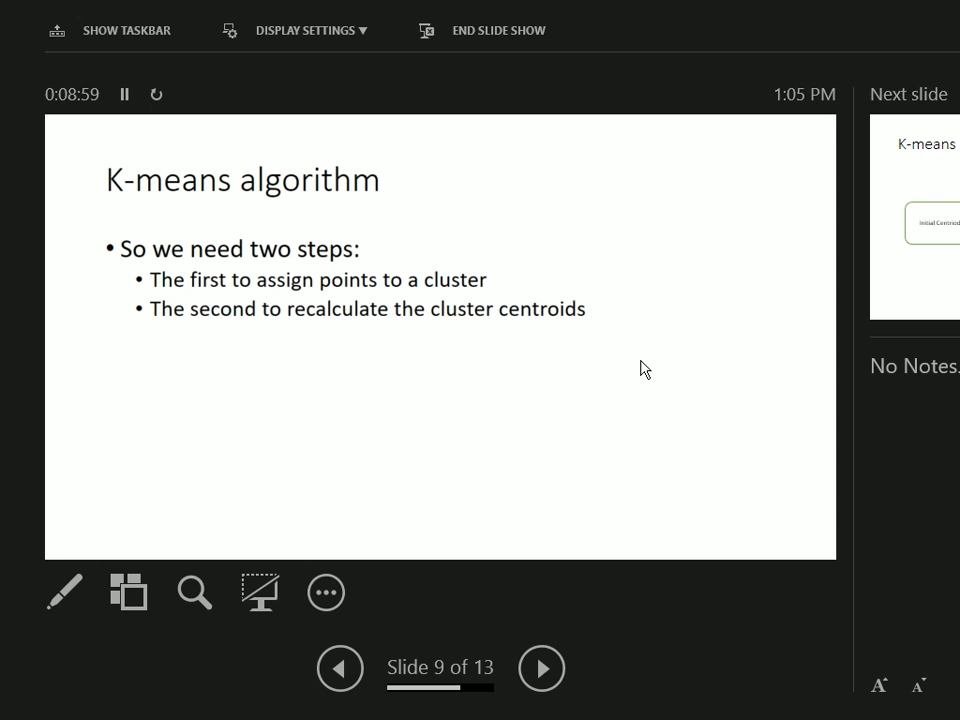 SHOW TASKBAR
DISPLAY SETTINGS ▼
END SLIDE SHOW
0:08:59
1:05 PM
Next slide
K-means algorithm
• So we need two steps:
• The first to assign points to a cluster
• The second to recalculate the cluster centroids
K-means
Initial Centriod
No Notes.
Slide 9 of 13
A A